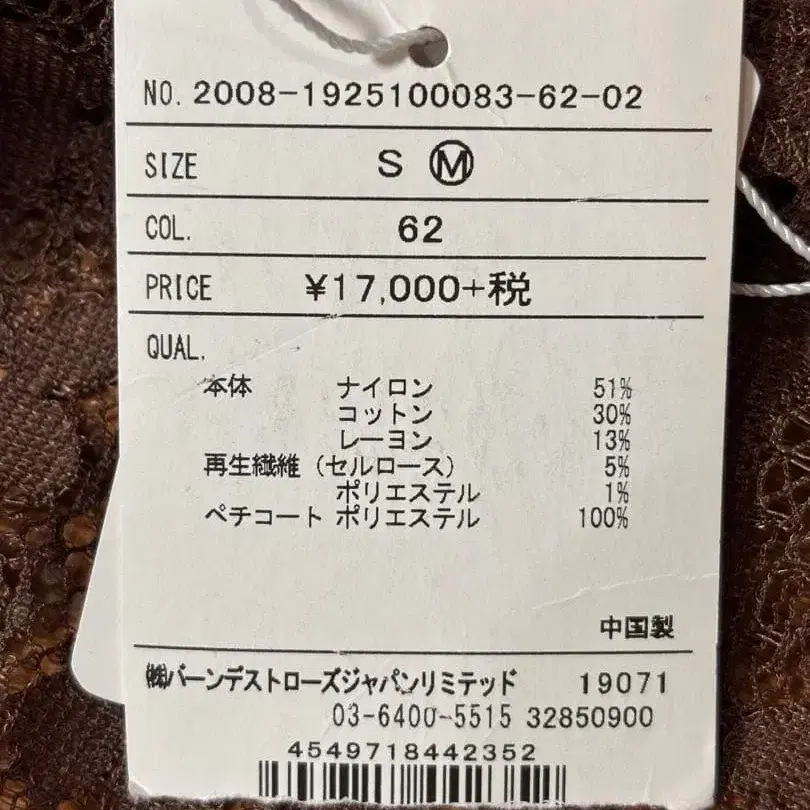 NO. 2008-1925100083-62-02
SIZE S Ⓜ
COL. 62
PRICE ¥17,000+税
QUAL.
本体 ナイロン 51%
コットン 30%
レーヨン 13%
再生繊維(セルロース) 5%
ポリエステル 1%
ペチコート ポリエステル 100%
中国製
㈱バーンデストローズジャパンリミテッド 19071
03-6400-5515 32850900
4549718442352